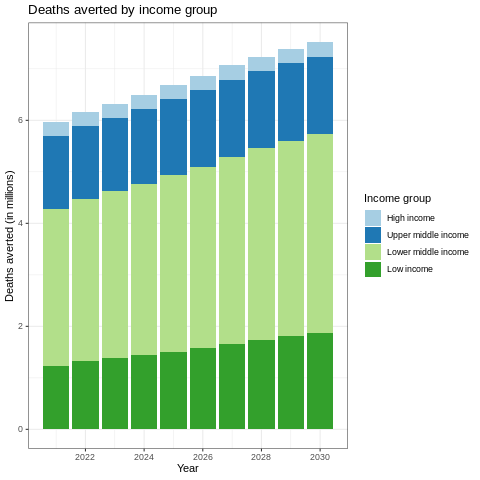 Deaths averted by income group
Deaths averted (in millions)
6
4
2
0
2022 2024 2026 2028 2030
Year
Income group
High income
Upper middle income
Lower middle income
Low income